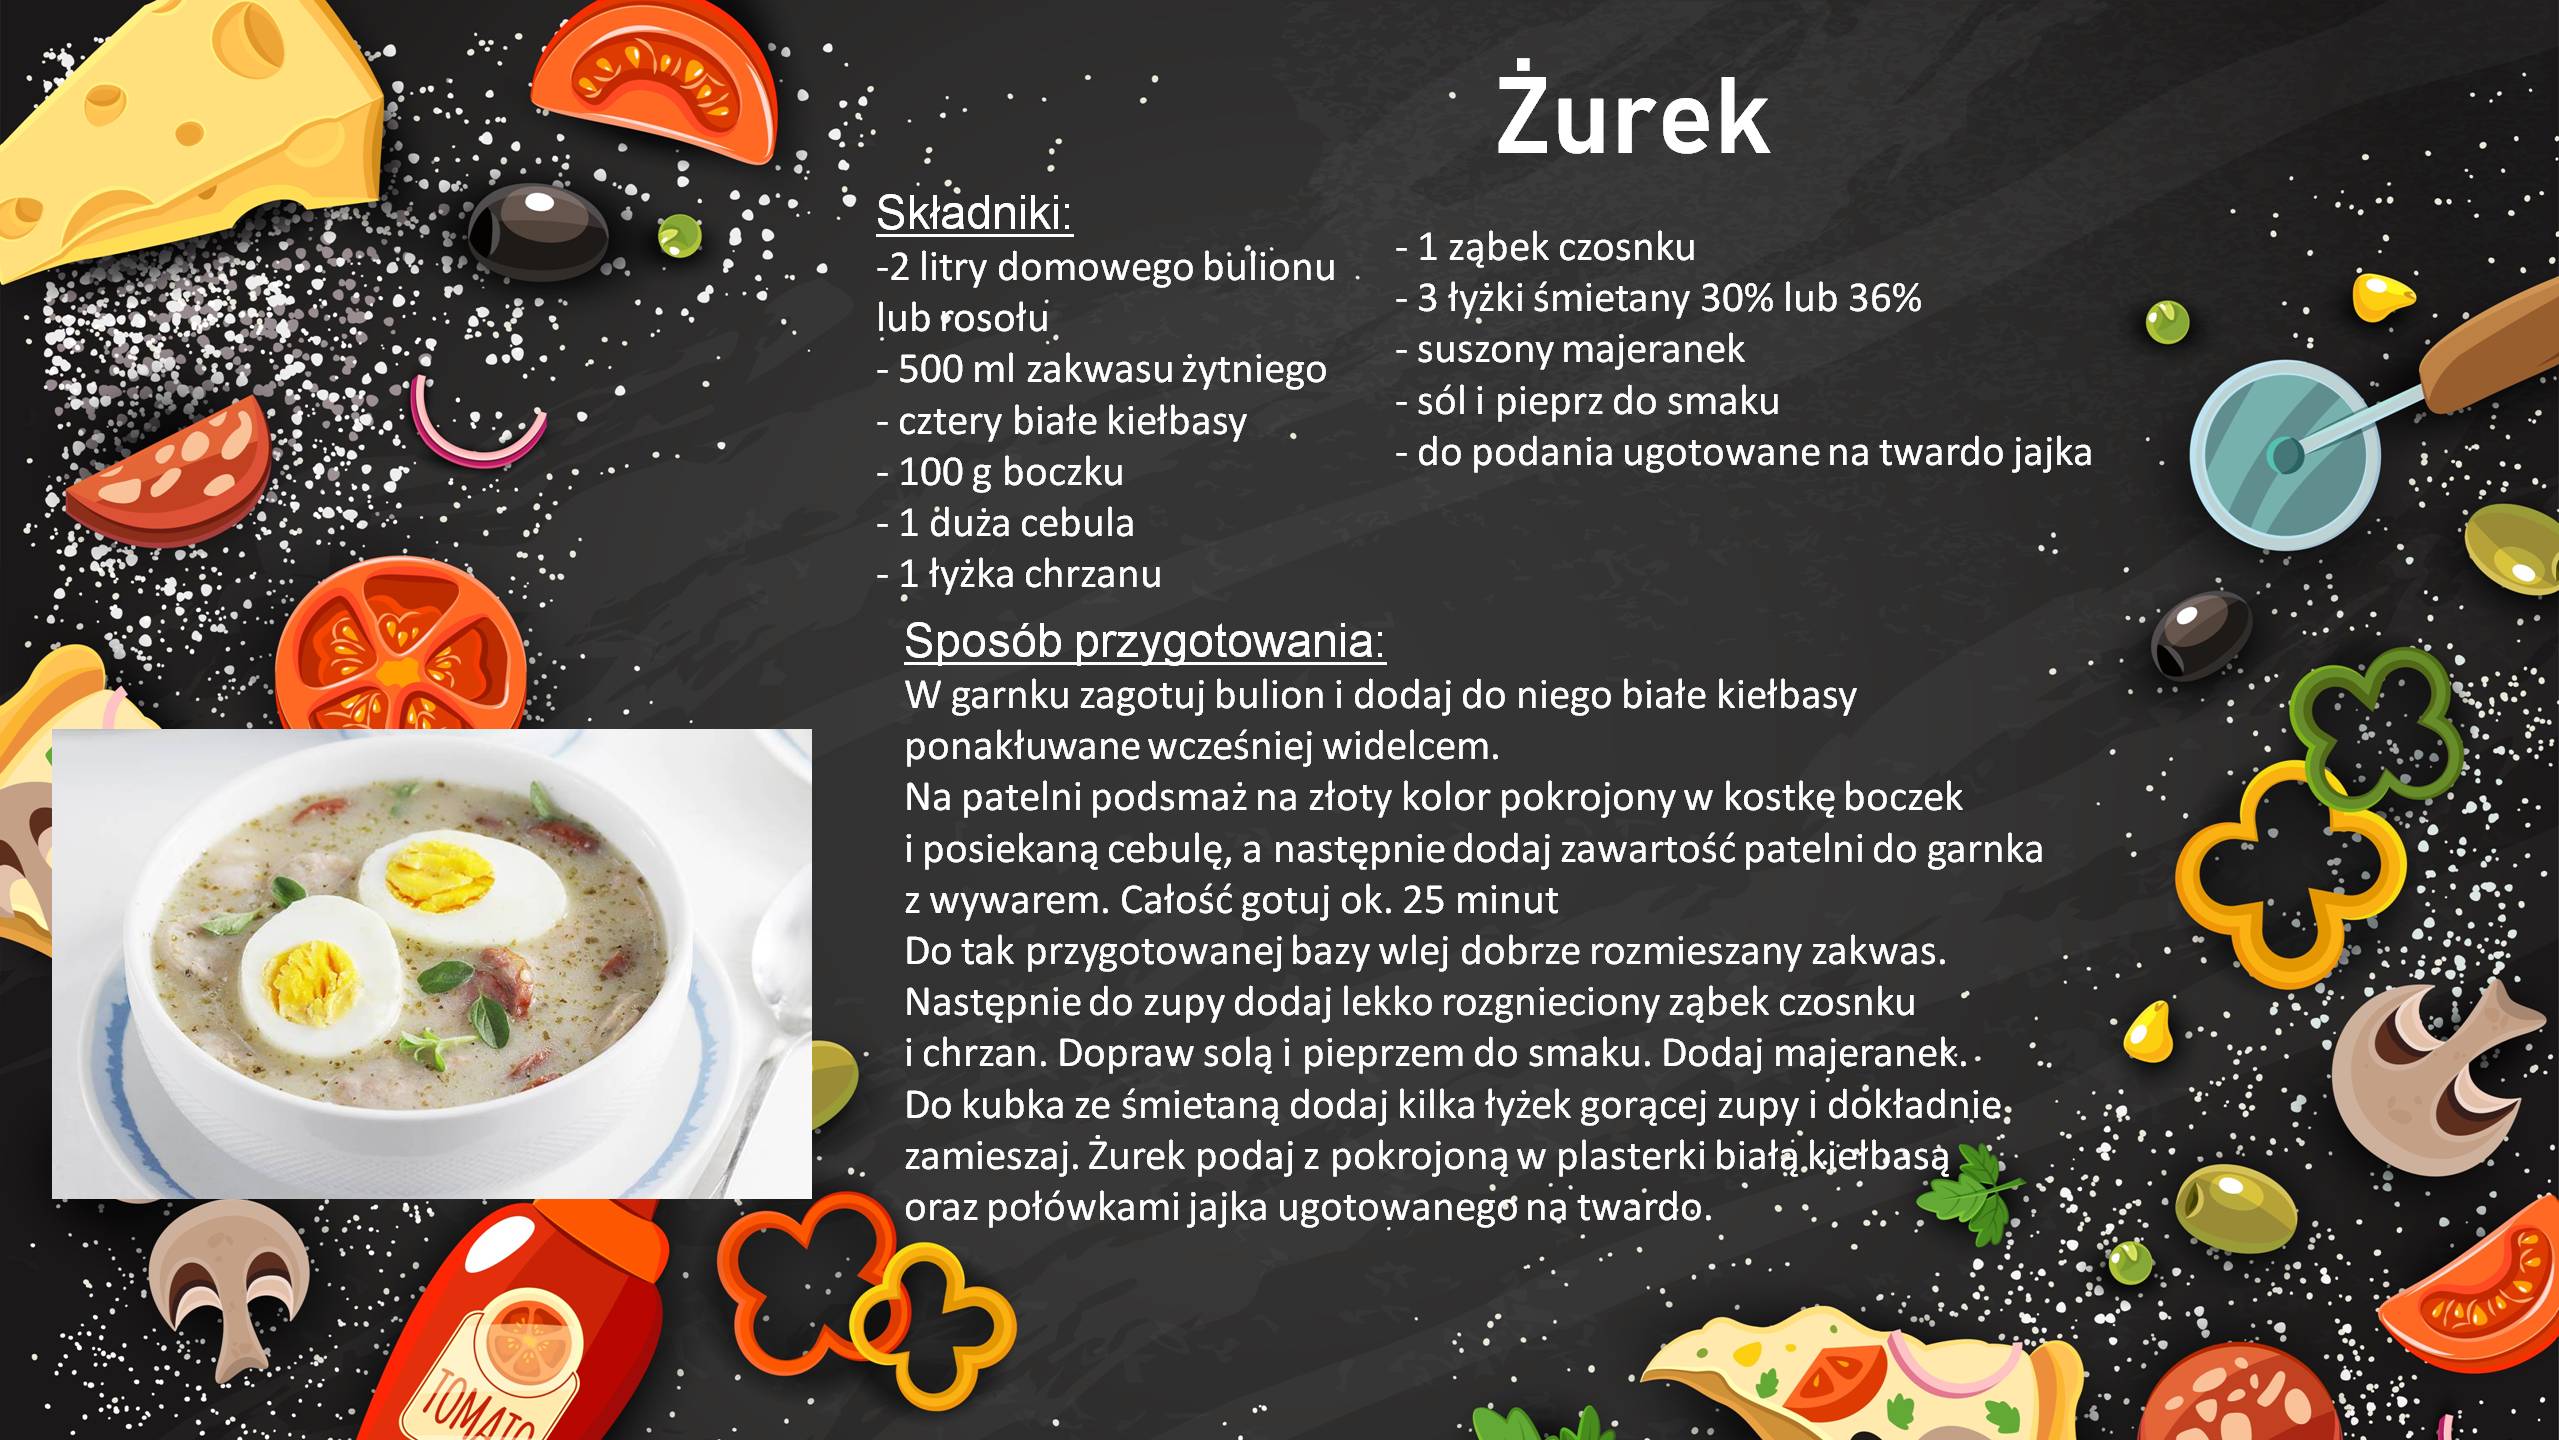 Żurek
Składniki:
-2 litry domowego bulionu
lub rosołu
- 500 ml zakwasu żytniego
- cztery białe kiełbasy
- 100 g boczku
- 1 duża cebula
- 1 łyżka chrzanu
- 1 ząbek czosnku
- 3 łyżki śmietany 30% lub 36%
- suszony majeranek
- sól i pieprz do smaku
- do podania ugotowane na twardo jajka
Sposób przygotowania:
W garnku zagotuj bulion i dodaj do niego białe kiełbasy
ponakłuwane wcześniej widelcem.
Na patelni podsmaż na złoty kolor pokrojony w kostkę boczek
i posiekaną cebulę, a następnie dodaj zawartość patelni do garnka
z wywarem. Całość gotuj ok. 25 minut
Do tak przygotowanej bazy wlej dobrze rozmieszany zakwas.
Następnie do zupy dodaj lekko rozgnieciony ząbek czosnku
i chrzan. Dopraw solą i pieprzem do smaku. Dodaj majeranek.
Do kubka ze śmietaną dodaj kilka łyżek gorącej zupy i dokładnie
zamieszaj. Żurek podaj z pokrojoną w plasterki białą kiełbasą
oraz połówkami jajka ugotowanego na twardo.
TOMATO